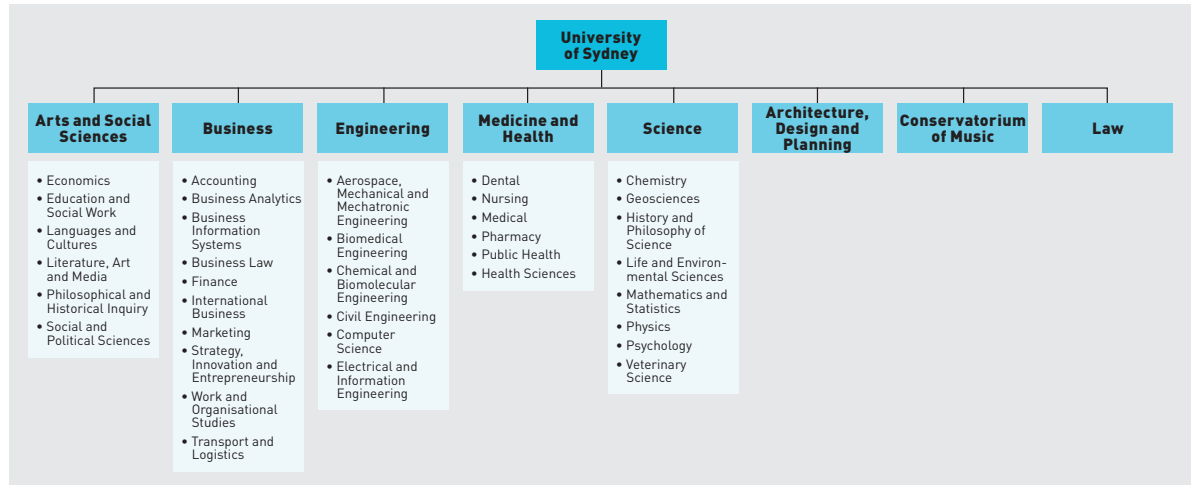 University
of Sydney
Arts and Social
Sciences
Business
Engineering
Medicine and
Health
Science
Architecture,
Design and
Planning
Conservatorium
of Music
Law
• Economics
• Education and
Social Work
• Languages and
Cultures
• Literature, Art
and Media
• Philosophical and
Historical Inquiry
• Social and
Political Sciences
• Accounting
• Business Analytics
• Business
Information
Systems
• Business Law
• Finance
• International
Business
• Marketing
• Strategy,
Innovation and
Entrepreneurship
• Work and
Organisational
Studies
• Transport and
Logistics
• Aerospace,
Mechanical and
Mechatronic
Engineering
• Biomedical
Engineering
• Chemical and
Biomolecular
Engineering
• Civil Engineering
• Computer
Science
• Electrical and
Information
Engineering
• Dental
• Nursing
• Medical
• Pharmacy
• Public Health
• Health Sciences
• Chemistry
• Geosciences
• History and
Philosophy of
Science
• Life and Environ-
mental Sciences
• Mathematics and
Statistics
• Physics
• Psychology
• Veterinary
Science